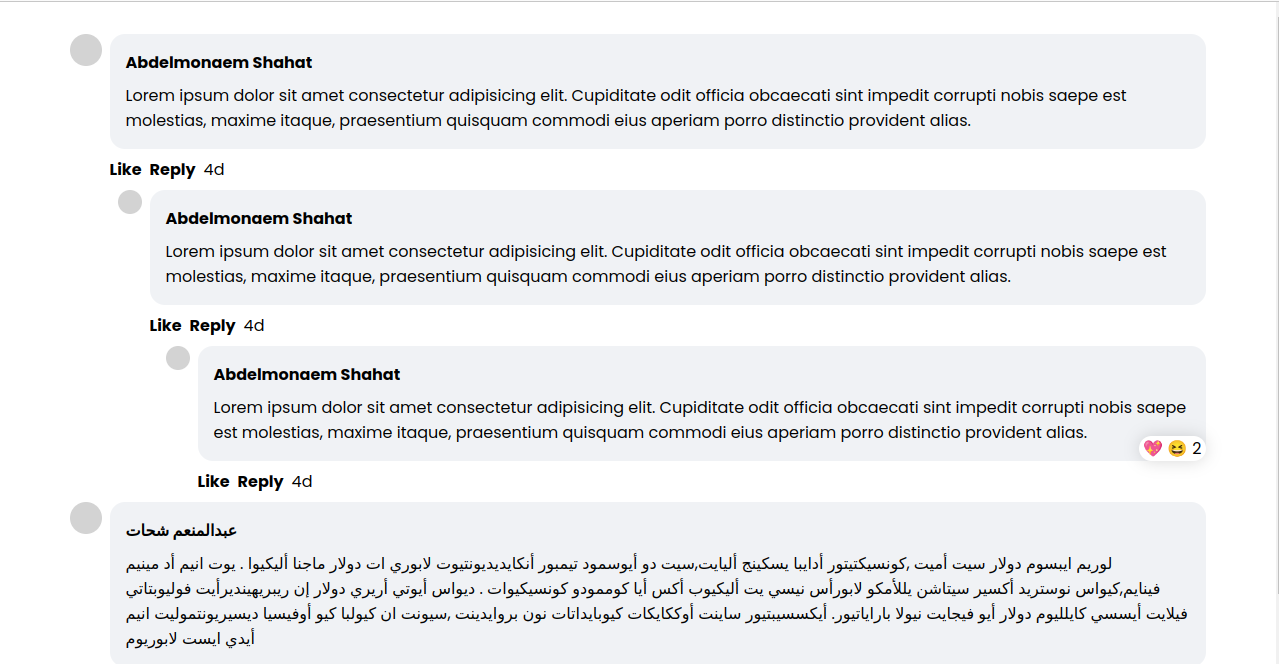 Abdelmonaem Shahat
Lorem ipsum dolor sit amet consectetur adipisicing elit. Cupiditate odit officia obcaecati sint impedit corrupti nobis saepe est
molestias, maxime itaque, praesentium quisquam commodi eius aperiam porro distinctio provident alias.
Like Reply 4d
Abdelmonaem Shahat
Lorem ipsum dolor sit amet consectetur adipisicing elit. Cupiditate odit officia obcaecati sint impedit corrupti nobis saepe est
molestias, maxime itaque, praesentium quisquam commodi eius aperiam porro distinctio provident alias.
Like Reply 4d
Abdelmonaem Shahat
Lorem ipsum dolor sit amet consectetur adipisicing elit. Cupiditate odit officia obcaecati sint impedit corrupti nobis saepe
est molestias, maxime itaque, praesentium quisquam commodi eius aperiam porro distinctio provident alias.
💖 😆 2
Like Reply 4d
عبدالمنعم شحات
لوريم ايبسوم دولار سيت أميت ,كونسيكتيتور أدايبا يسكينج أليايت,سيت دو أيوسمود تيمبور أنكايديديونتيوت لابوري ات دولار ماجنا أليكيوا . يوت انيم أد مينيم
فينايم,كيواس نوستريد أكسير سيتاشن يللأمكو لابورأس نيسي يت أليكيوب أكس أيا كوممودو كونسيكيوات . ديواس أيوتي أريري دولار إن ريبريهينديرأيت فوليوبتاتي
فيلايت أيسسي كايلليوم دولار أيو فيجايت نيولا باراياتيور. أيكسسيبتيور ساينت أوككايكات كيوبايداتات نون بروايدينت ,سيونت ان كيولبا كيو أوفيسيا ديسيريونتموليت انيم
أيدي ايست لابوريوم